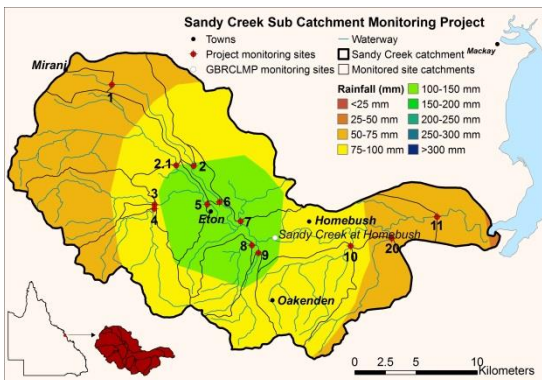 Sandy Creek Sub Catchment Monitoring Project
Towns
Waterway
Project monitoring sites
Sandy Creek catchment
GBRCLMP monitoring sites
Monitored site catchments
Mackay
Rainfall (mm)
<25 mm
25-50 mm
50-75 mm
75-100 mm
100-150 mm
150-200 mm
200-250 mm
250-300 mm
>300 mm
Mirani
1
2.1
2
3
4
5
6
Eton
7
Homebush
Sandy Creek at Homebush
8
9
10
20
11
Oakenden
0 2.5 5 10
Kilometers